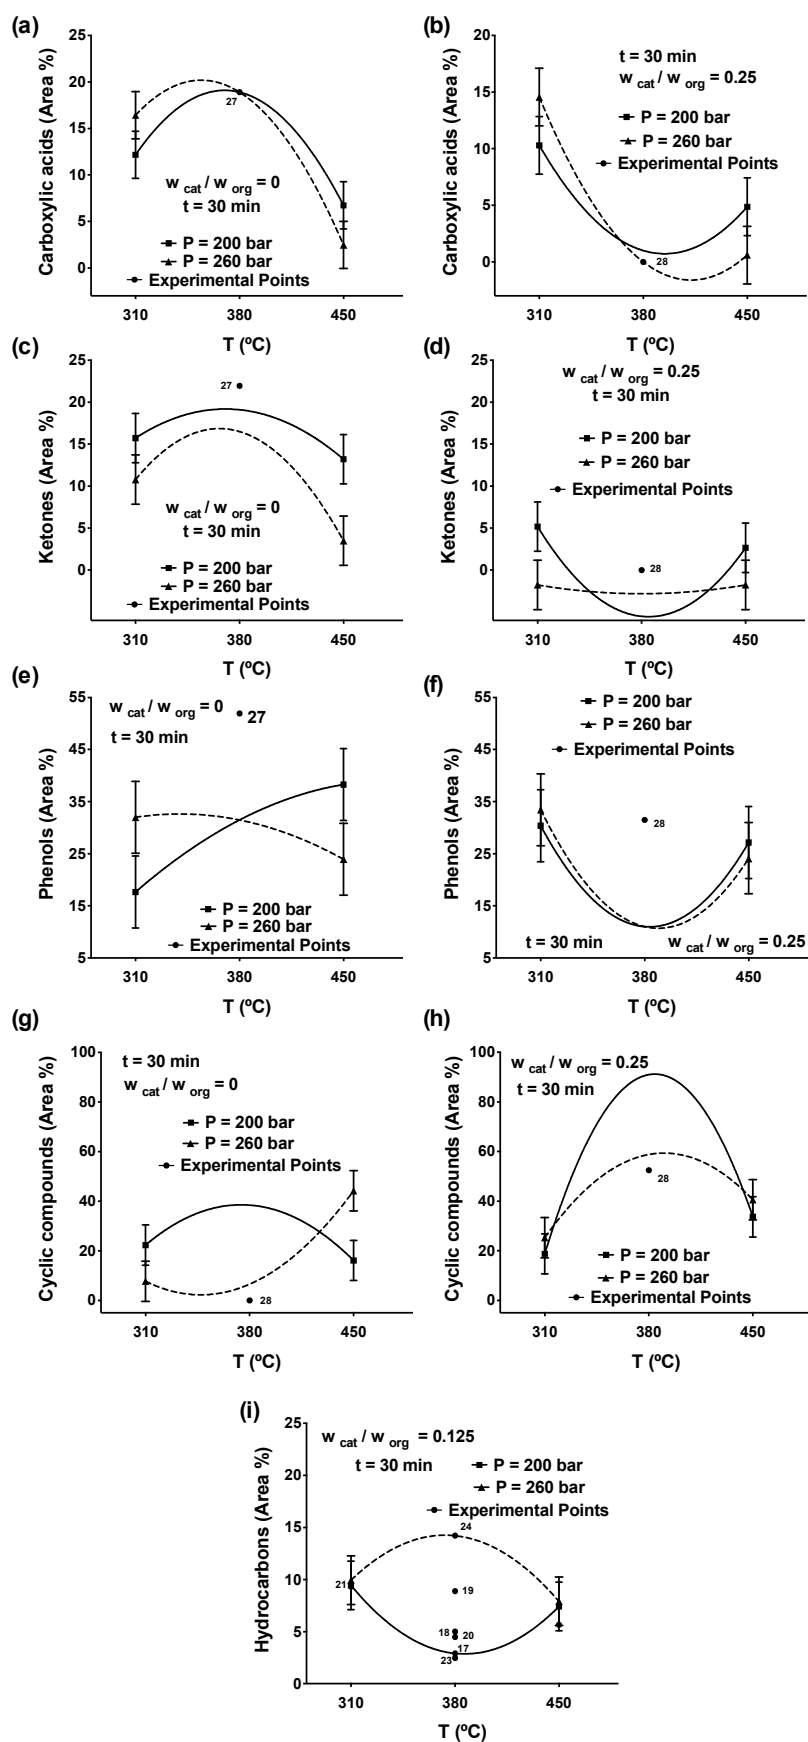 (a)
Carboxylic acids (Area %)
25
20
15
10
5
0
27
w cat / w org = 0
t = 30 min
P = 200 bar
P = 260 bar
Experimental Points
310
380
450
T (ºC)
(b)
Carboxylic acids (Area %)
20
15
10
5
0
t = 30 min
w cat / w org = 0.25
P = 200 bar
P = 260 bar
Experimental Points
28
310
380
450
T (ºC)
(c)
Ketones (Area %)
25
20
15
10
5
0
27
w cat / w org = 0
t = 30 min
P = 200 bar
P = 260 bar
Experimental Points
310
380
450
T (ºC)
(d)
Ketones (Area %)
25
20
15
10
5
0
w cat / w org = 0.25
t = 30 min
P = 200 bar
P = 260 bar
Experimental Points
28
310
380
450
T (ºC)
(e)
Phenols (Area %)
55
45
35
25
15
5
w cat / w org = 0
t = 30 min
27
P = 200 bar
P = 260 bar
Experimental Points
310
380
450
T (ºC)
(f)
Phenols (Area %)
55
45
35
25
15
5
P = 200 bar
P = 260 bar
Experimental Points
28
t = 30 min
w cat / w org = 0.25
310
380
450
T (ºC)
(g)
Cyclic compounds (Area %)
100
80
60
40
20
0
t = 30 min
w cat / w org = 0
P = 200 bar
P = 260 bar
Experimental Points
28
310
380
450
T (ºC)
(h)
Cyclic compounds (Area %)
100
80
60
40
20
0
w cat / w org = 0.25
t = 30 min
28
P = 200 bar
P = 260 bar
Experimental Points
310
380
450
T (ºC)
(i)
Hydrocarbons (Area %)
25
20
15
10
5
0
w cat / w org = 0.125
t = 30 min
P = 200 bar
P = 260 bar
Experimental Points
24
21
19
18
20
17
23
310
380
450
T (ºC)